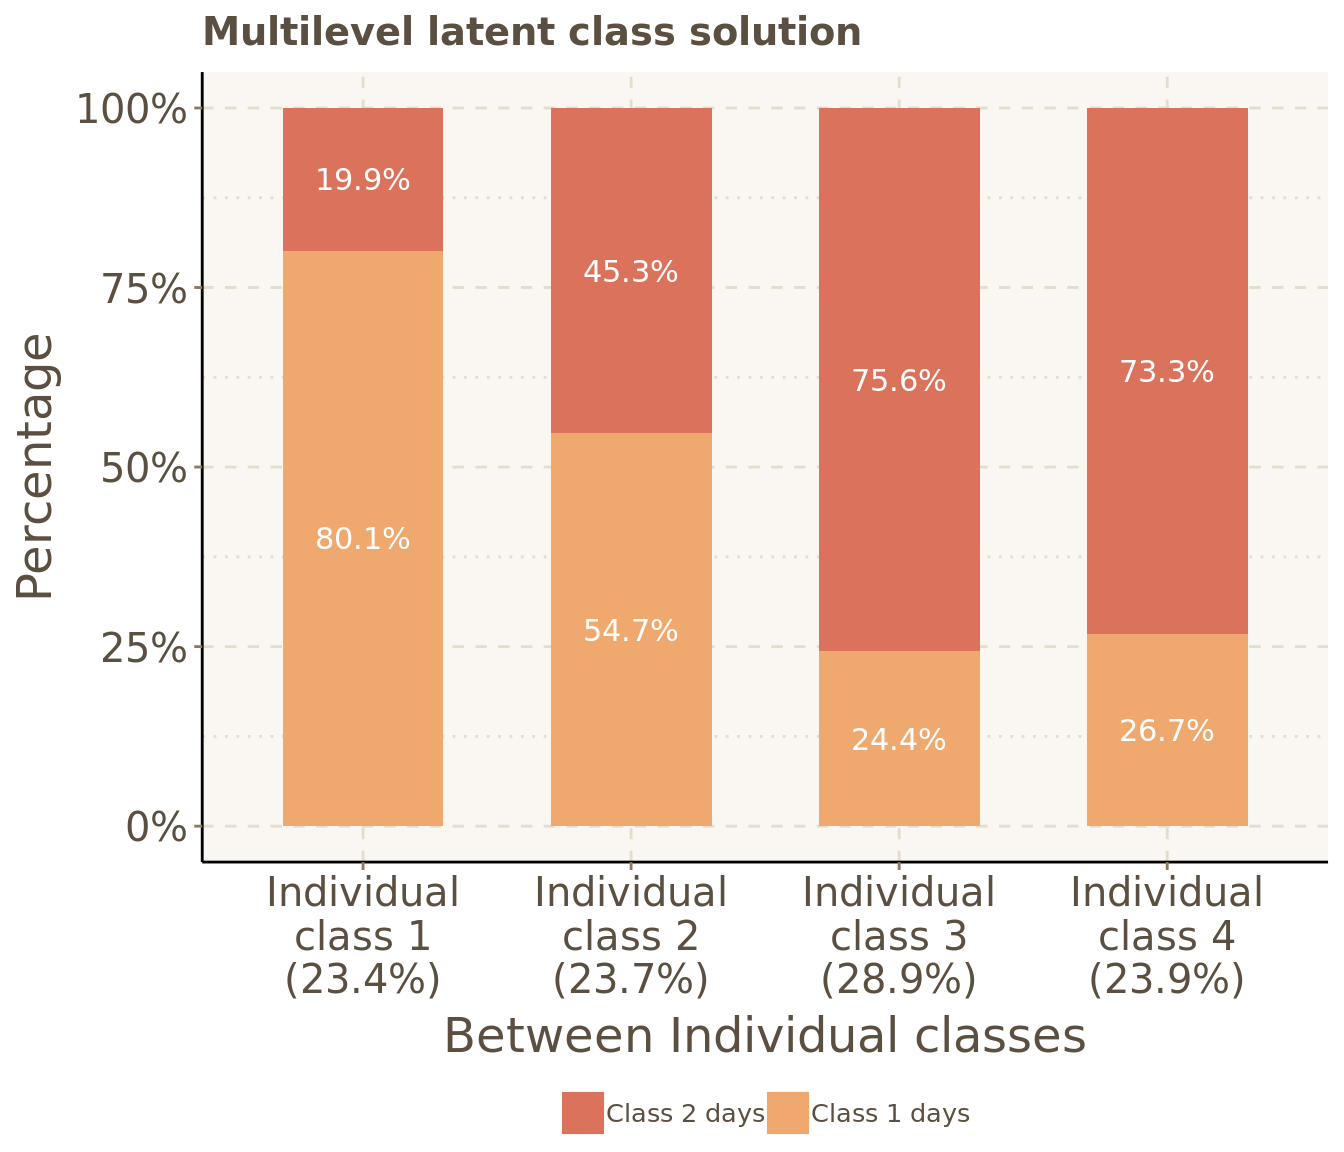 Multilevel latent class solution
Percentage
100%
75%
50%
25%
0%
19.9%
80.1%
45.3%
54.7%
75.6%
24.4%
73.3%
26.7%
Individual
class 1
(23.4%)
Individual
class 2
(23.7%)
Individual
class 3
(28.9%)
Individual
class 4
(23.9%)
Between Individual classes
Class 2 days
Class 1 days